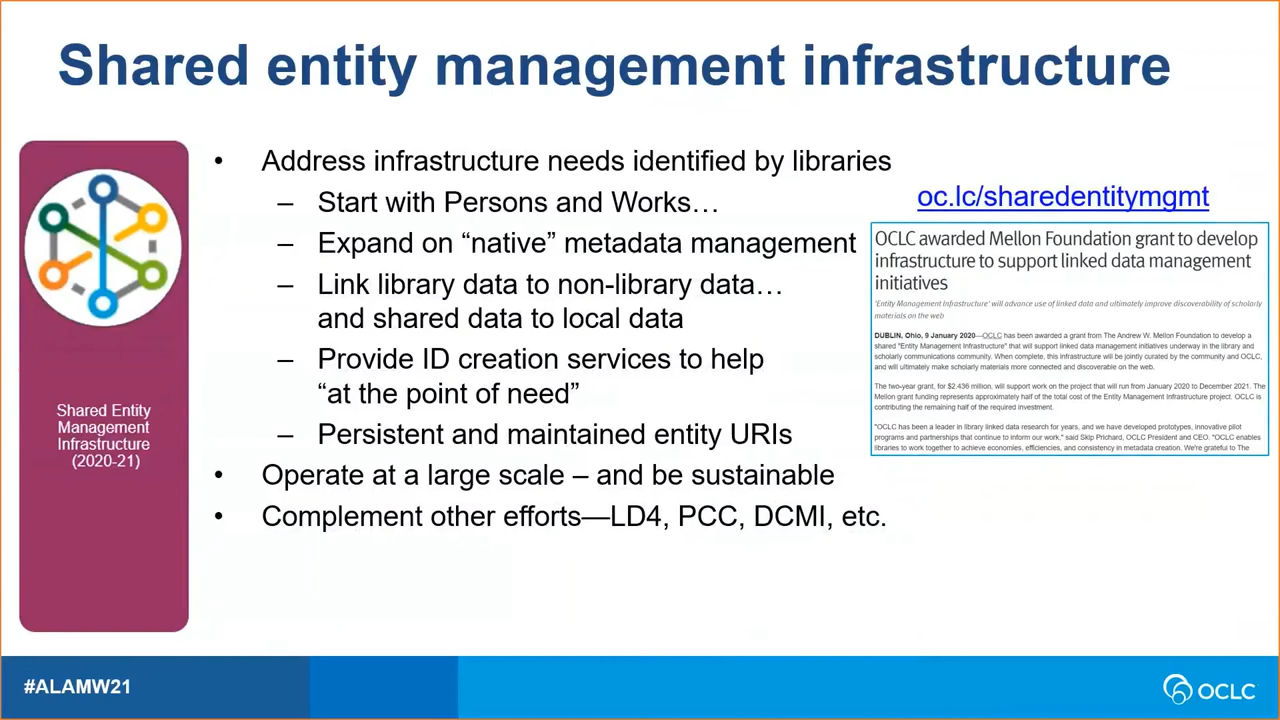 Shared entity management infrastructure
Shared Entity
Management
Infrastructure
(2020-21)
• Address infrastructure needs identified by libraries
– Start with Persons and Works…
– Expand on “native” metadata management
– Link library data to non-library data…
and shared data to local data
– Provide ID creation services to help
“at the point of need”
– Persistent and maintained entity URIs
• Operate at a large scale – and be sustainable
• Complement other efforts—LD4, PCC, DCMI, etc.
oc.lc/sharedentitymgmt
OCLC awarded Mellon Foundation grant to develop
infrastructure to support linked data management
initiatives
'Entity Management Infrastructure' will advance use of linked data and ultimately improve discoverability of scholarly
materials on the web
DUBLIN, Ohio, 9 January 2020—OCLC has been awarded a grant from The Andrew W. Mellon Foundation to develop a
shared "Entity Management Infrastructure" that will support linked data management initiatives underway in the library and
scholarly communications community. When complete, this infrastructure will be jointly curated by the community and OCLC,
and will ultimately make scholarly materials more connected and discoverable on the web.
The two-year grant, for $2.436 million, will support work on the project that will run from January 2020 to December 2021. The
Mellon grant funding represents approximately half of the total cost of the Entity Management Infrastructure project. OCLC is
contributing the remaining half of the required investment.
"OCLC has been a leader in library linked data research for years, and we have developed prototypes, innovative pilot
programs and partnerships that continue to inform our work," said Skip Prichard, OCLC President and CEO. "OCLC enables
libraries to work together to achieve economies, efficiencies, and consistency in metadata creation. We're grateful to The
#ALAMW21
OCLC